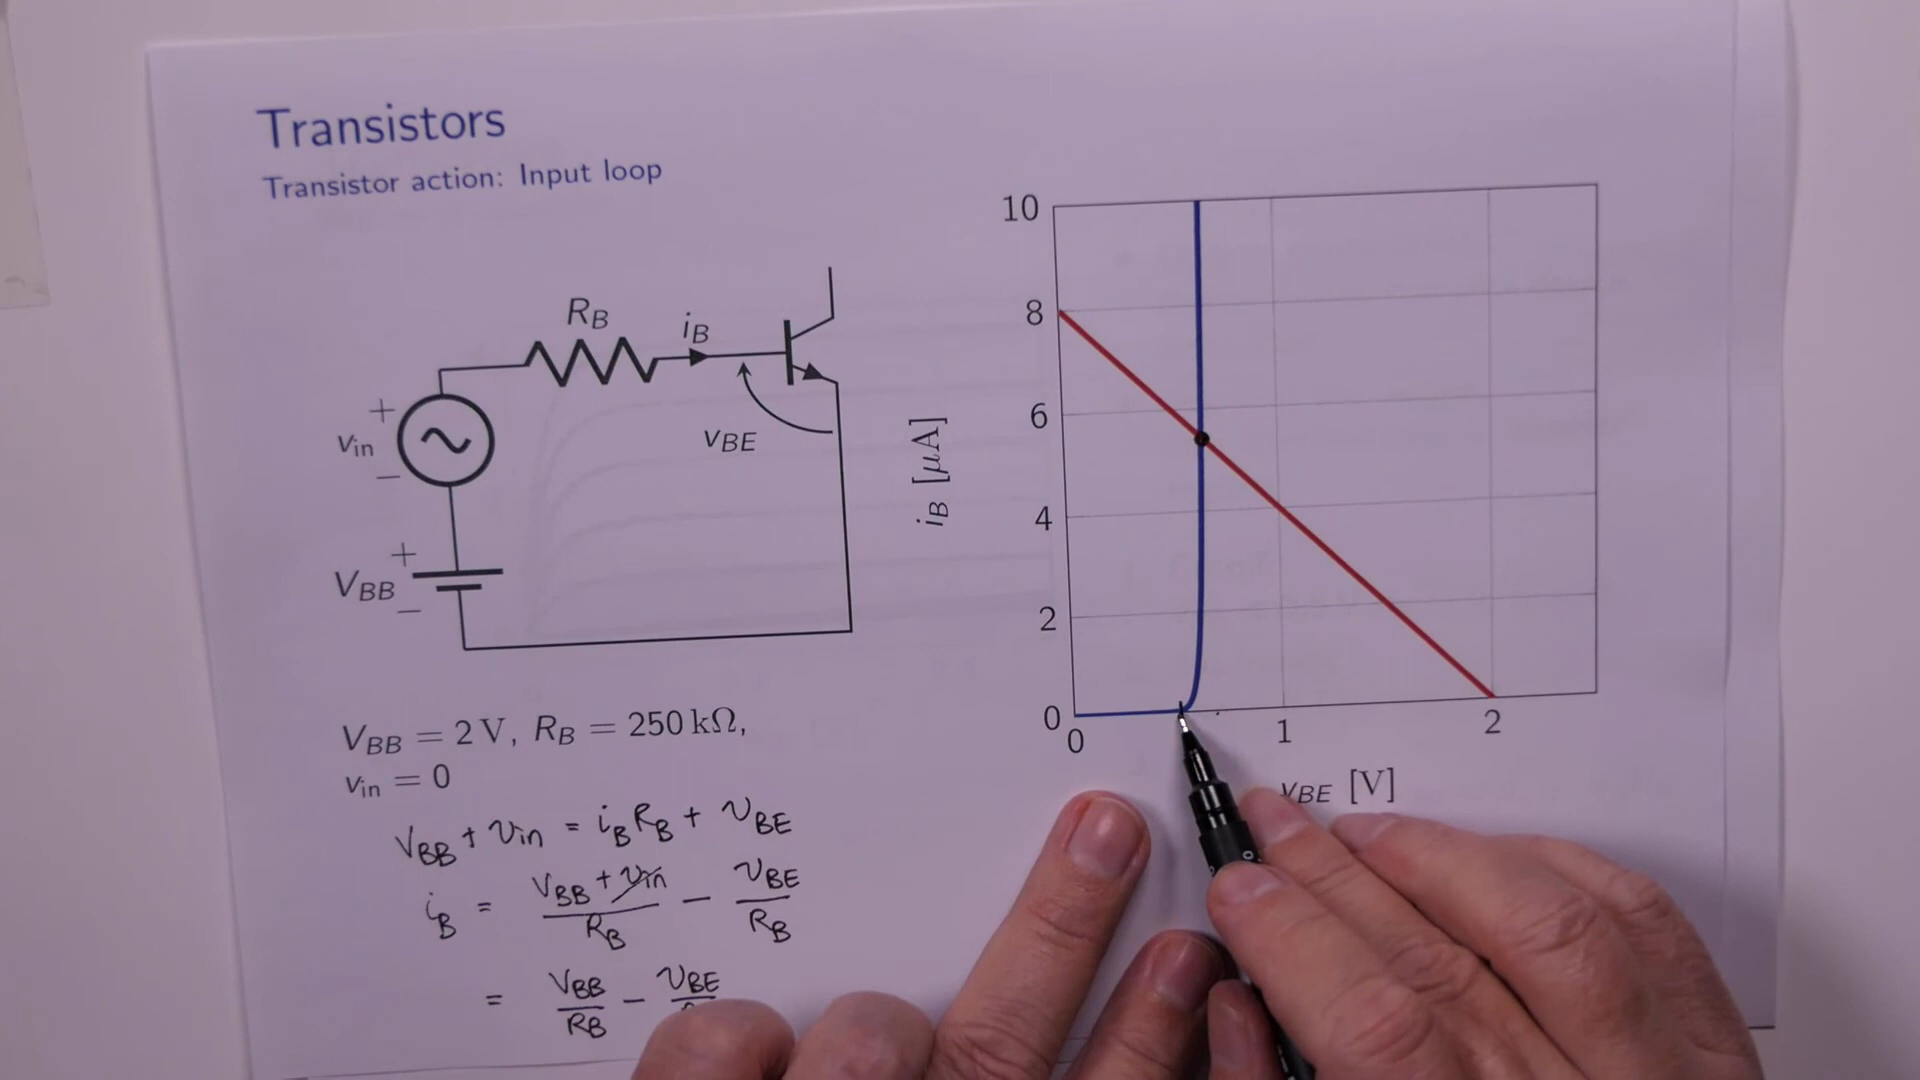 Transistors
Transistor action: Input loop
R_B
i_B
+
v_in
−
v_BE
+
V_BB
−
10
8
6
4
2
0
0
1
2
i_B [μA]
v_BE [V]
V_BB = 2 V, R_B = 250 kΩ,
v_in = 0
V_BB + v_in = i_B R_B + v_BE
i_B = (V_BB + v_in)/R_B − v_BE/R_B
= V_BB/R_B − v_BE